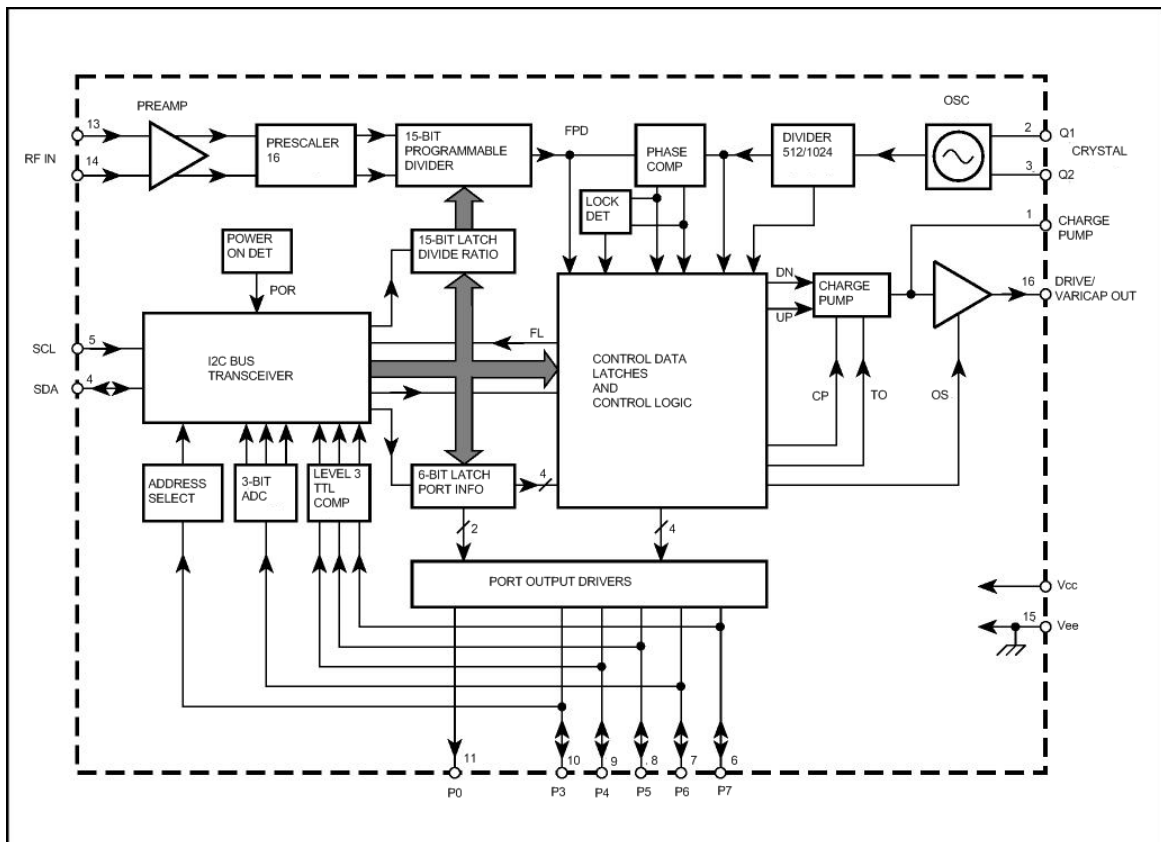 PREAMP
OSC
13
RF IN
14
PRESCALER
16
15-BIT
PROGRAMMABLE
DIVIDER
FPD
PHASE
COMP
DIVIDER
512/1024
2
Q1
CRYSTAL
3
Q2
LOCK
DET
1
CHARGE
PUMP
POWER
ON DET
15-BIT LATCH
DIVIDE RATIO
POR
DN
UP
CHARGE
PUMP
16
DRIVE/
VARICAP OUT
SCL
5
SDA
4
I2C BUS
TRANSCEIVER
FL
CONTROL DATA
LATCHES
AND
CONTROL LOGIC
CP
TO
OS
ADDRESS
SELECT
3-BIT
ADC
LEVEL 3
TTL
COMP
6-BIT LATCH
PORT INFO
4
2
4
PORT OUTPUT DRIVERS
Vcc
15
Vee
11
10
9
8
7
6
P0
P3
P4
P5
P6
P7